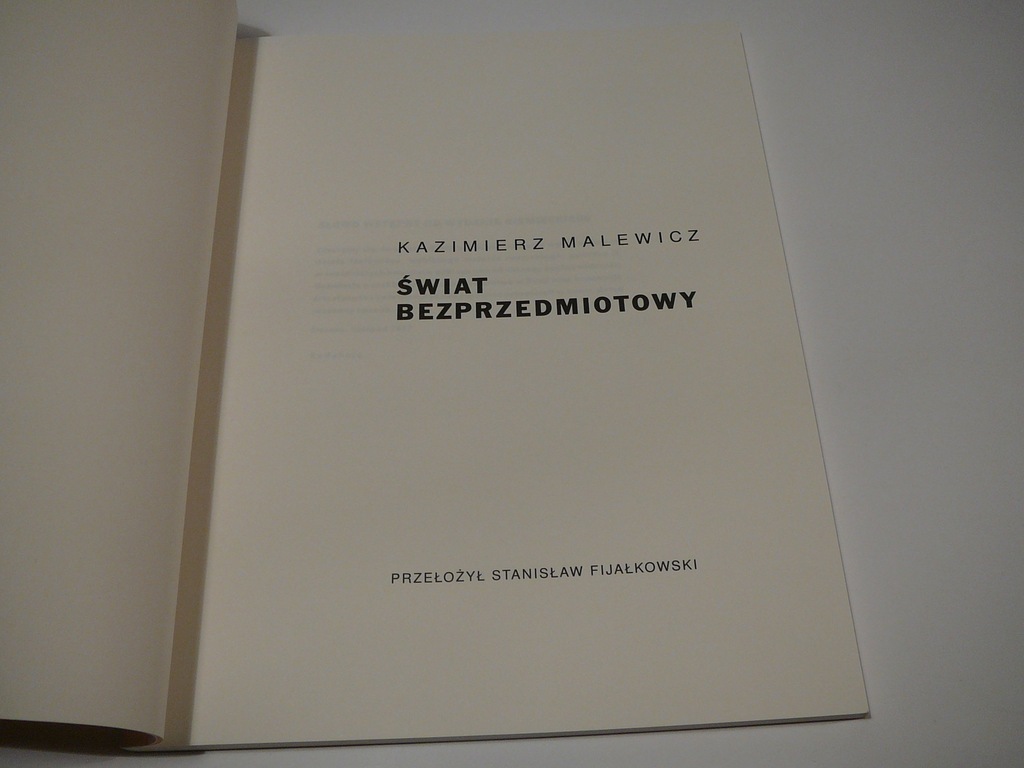 KAZIMIERZ MALEWICZ
ŚWIAT
BEZPRZEDMIOTOWY
PRZEŁOŻYŁ STANISŁAW FIJAŁKOWSKI